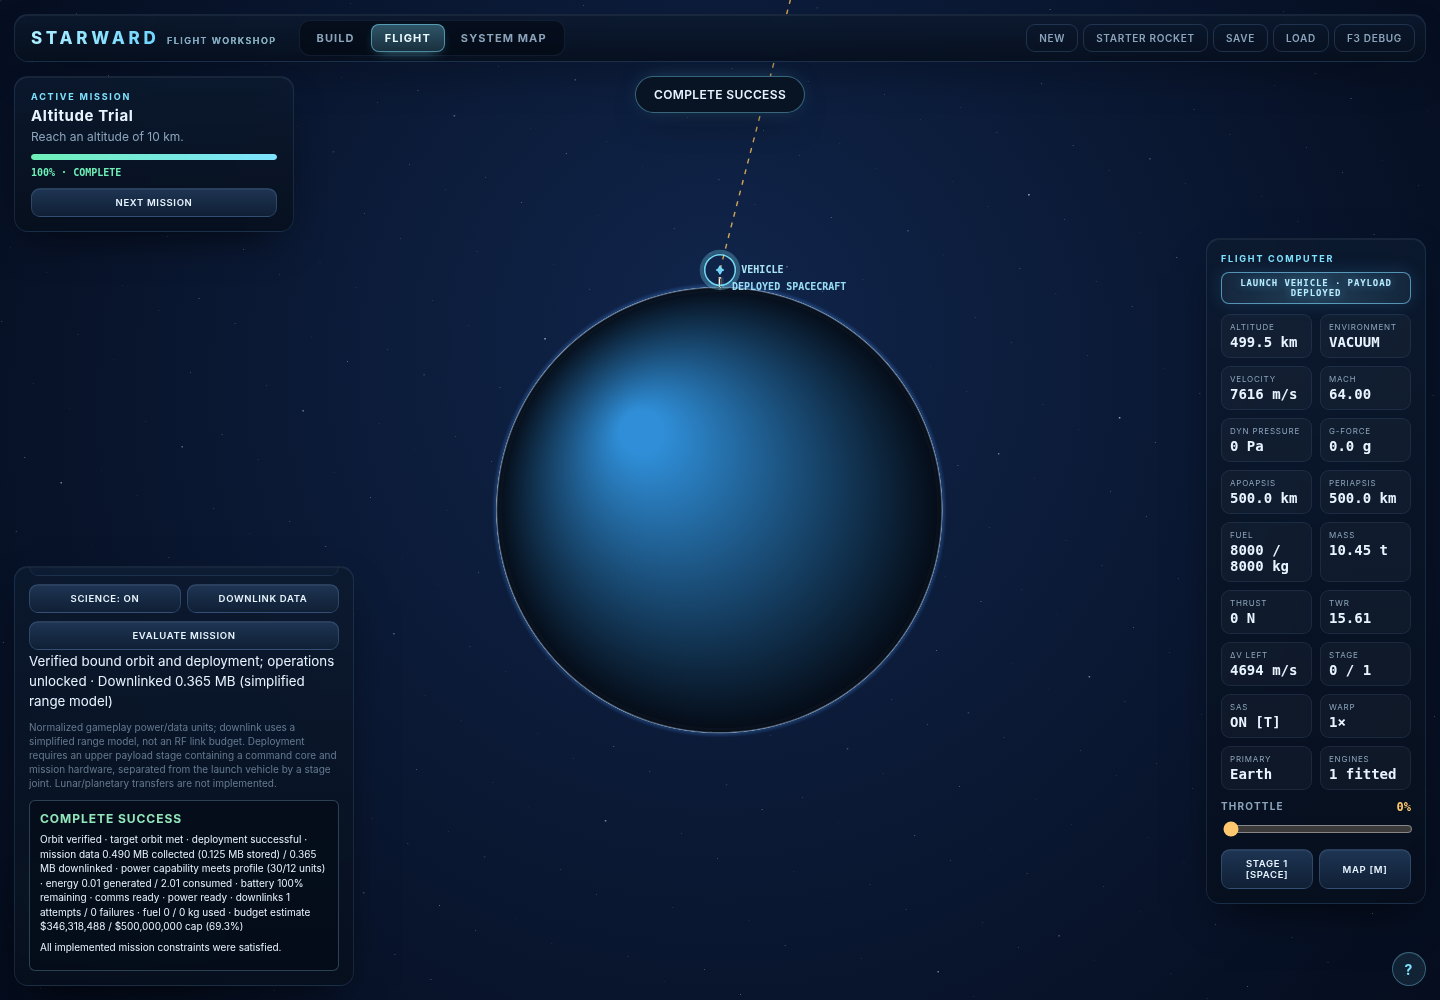 STARWARD FLIGHT WORKSHOP
BUILD
FLIGHT
SYSTEM MAP
NEW
STARTER ROCKET
SAVE
LOAD
F3 DEBUG
ACTIVE MISSION
Altitude Trial
Reach an altitude of 10 km.
100% · COMPLETE
NEXT MISSION
COMPLETE SUCCESS
VEHICLE
DEPLOYED SPACECRAFT
FLIGHT COMPUTER
LAUNCH VEHICLE · PAYLOAD
DEPLOYED
ALTITUDE
499.5 km
ENVIRONMENT
VACUUM
VELOCITY
7616 m/s
MACH
64.00
DYN PRESSURE
0 Pa
G-FORCE
0.0 g
APOAPSIS
500.0 km
PERIAPSIS
500.0 km
FUEL
8000 /
8000 kg
MASS
10.45 t
THRUST
0 N
TWR
15.61
ΔV LEFT
4694 m/s
STAGE
0 / 1
SAS
ON [T]
WARP
1×
PRIMARY
Earth
ENGINES
1 fitted
THROTTLE
0%
STAGE 1
[SPACE]
MAP [M]
SCIENCE: ON
DOWNLINK DATA
EVALUATE MISSION
Verified bound orbit and deployment; operations
unlocked · Downlinked 0.365 MB (simplified
range model)
Normalized gameplay power/data units; downlink uses a
simplified range model, not an RF link budget. Deployment
requires an upper payload stage containing a command core and
mission hardware, separated from the launch vehicle by a stage
joint. Lunar/planetary transfers are not implemented.
COMPLETE SUCCESS
Orbit verified · target orbit met · deployment successful ·
mission data 0.490 MB collected (0.125 MB stored) / 0.365
MB downlinked · power capability meets profile (30/12 units)
· energy 0.01 generated / 2.01 consumed · battery 100%
remaining · comms ready · power ready · downlinks 1
attempts / 0 failures · fuel 0 / 0 kg used · budget estimate
$346,318,488 / $500,000,000 cap (69.3%)
All implemented mission constraints were satisfied.
?